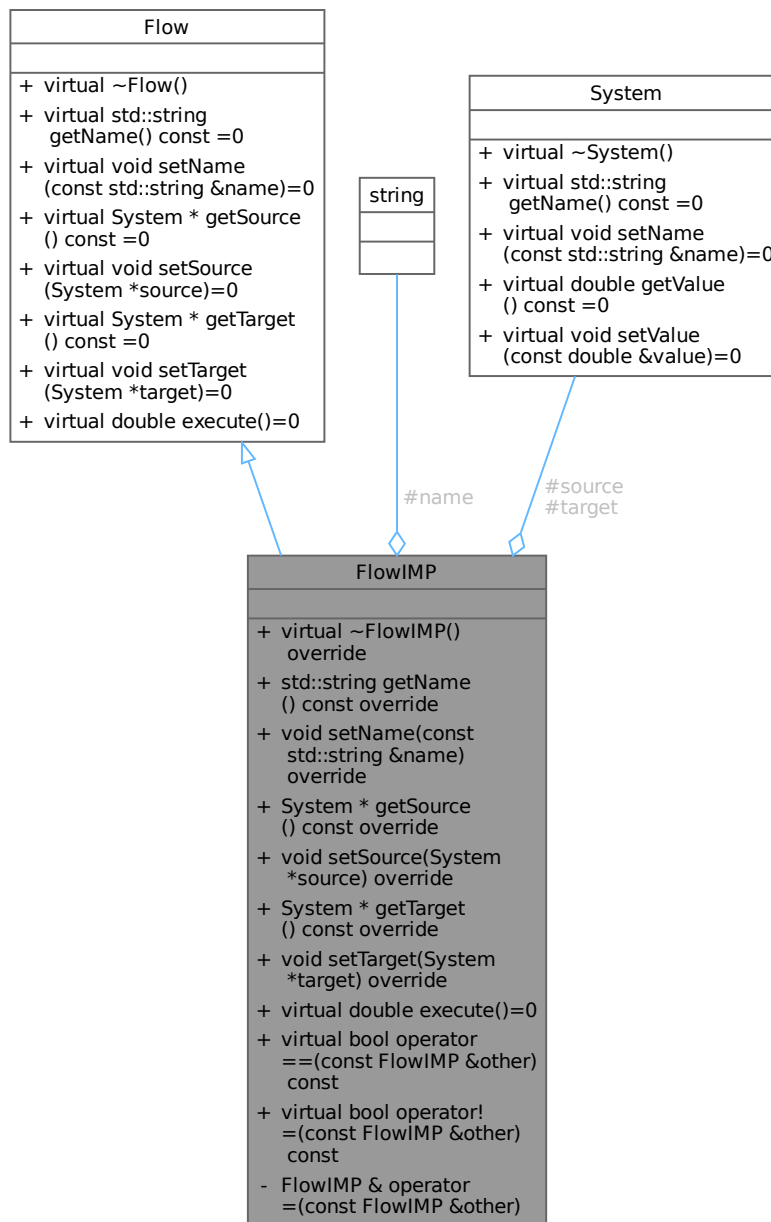 Flow
+ virtual ~Flow()
+ virtual std::string
getName() const =0
+ virtual void setName
(const std::string &name)=0
+ virtual System * getSource
() const =0
+ virtual void setSource
(System *source)=0
+ virtual System * getTarget
() const =0
+ virtual void setTarget
(System *target)=0
+ virtual double execute()=0
string
System
+ virtual ~System()
+ virtual std::string
getName() const =0
+ virtual void setName
(const std::string &name)=0
+ virtual double getValue
() const =0
+ virtual void setValue
(const double &value)=0
#name
#source
#target
FlowIMP
+ virtual ~FlowIMP()
override
+ std::string getName
() const override
+ void setName(const
std::string &name)
override
+ System * getSource
() const override
+ void setSource(System
*source) override
+ System * getTarget
() const override
+ void setTarget(System
*target) override
+ virtual double execute()=0
+ virtual bool operator
==(const FlowIMP &other)
const
+ virtual bool operator!
=(const FlowIMP &other)
const
- FlowIMP & operator
=(const FlowIMP &other)